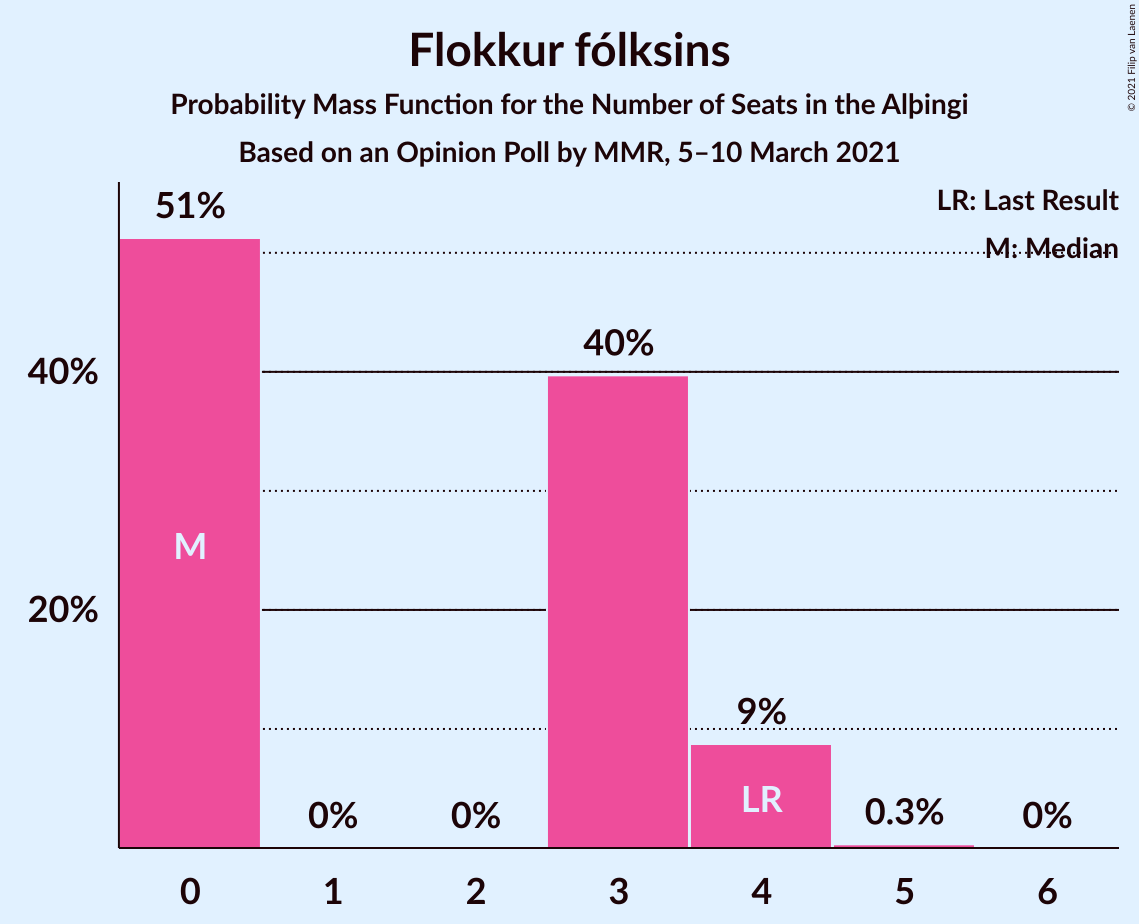 Flokkur fólksins
Probability Mass Function for the Number of Seats in the Alþingi
Based on an Opinion Poll by MMR, 5–10 March 2021
© 2021 Filip van Laenen
LR: Last Result
M: Median
51%
40%
40%
M
20%
9%
LR
0%
0%
0.3%
0%
0 1 2 3 4 5 6